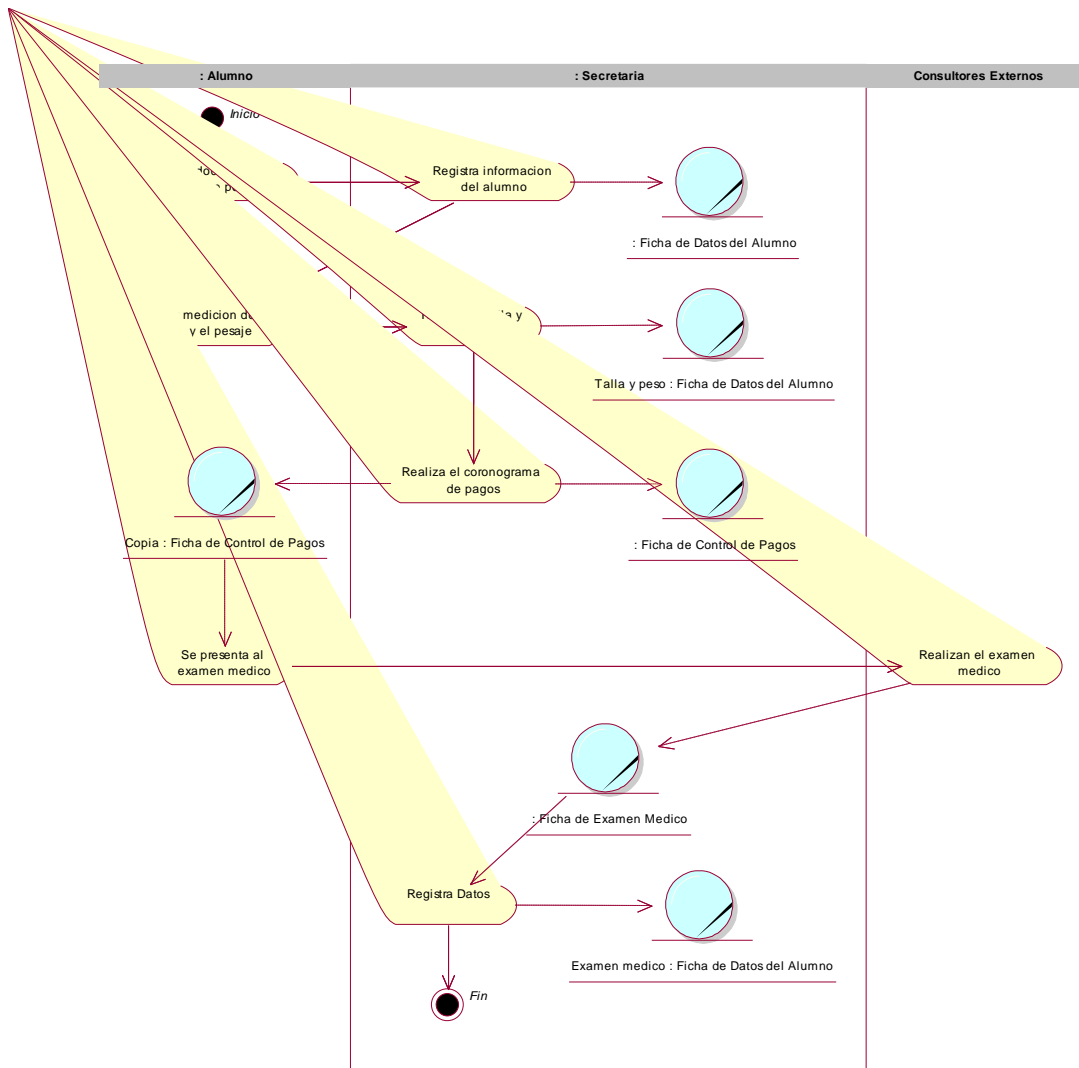 : Alumno
: Secretaria
Consultores Externos
Inicio
Registra informacion
del alumno
: Ficha de Datos del Alumno
medicion
y el pesaje
y
Talla y peso : Ficha de Datos del Alumno
Realiza el coronograma
de pagos
Copia : Ficha de Control de Pagos
: Ficha de Control de Pagos
Se presenta al
examen medico
Realizan el examen
medico
: Ficha de Examen Medico
Registra Datos
Examen medico : Ficha de Datos del Alumno
Fin